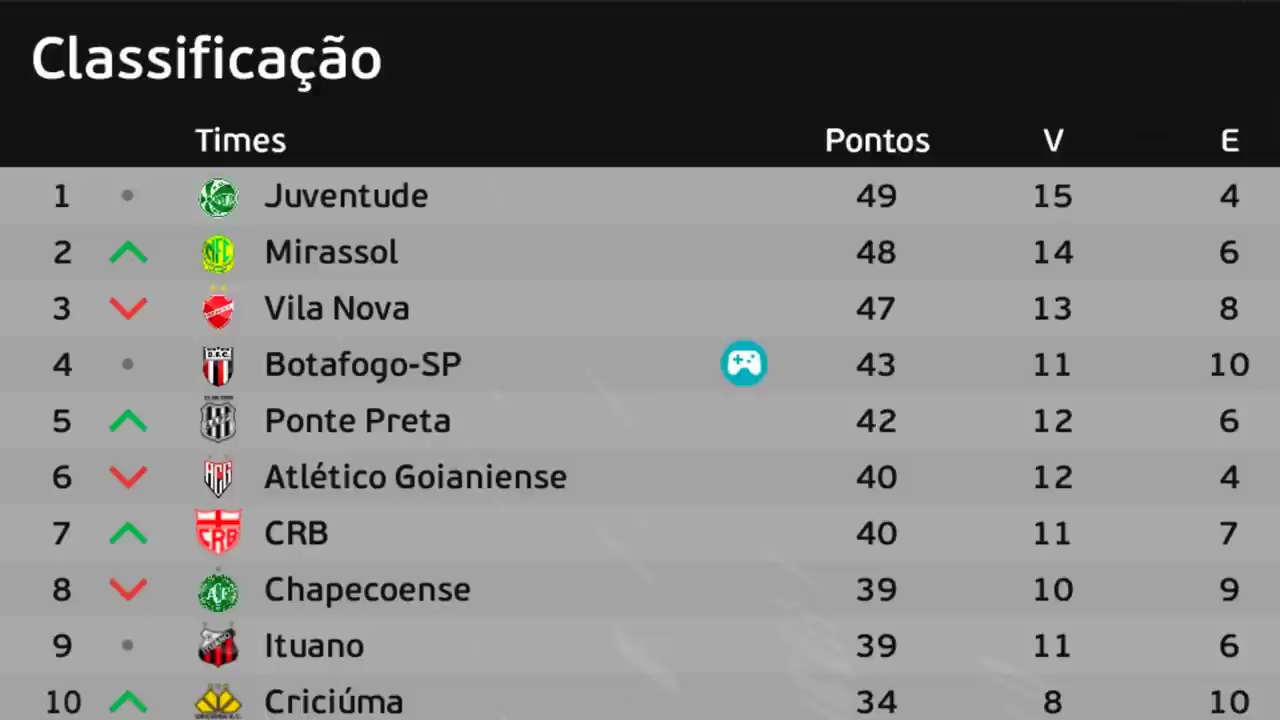 Classificação
Times Pontos V E
1 Juventude 49 15 4
2 Mirassol 48 14 6
3 Vila Nova 47 13 8
4 Botafogo-SP 43 11 10
5 Ponte Preta 42 12 6
6 Atlético Goianiense 40 12 4
7 CRB 40 11 7
8 Chapecoense 39 10 9
9 Ituano 39 11 6
10 Criciúma 34 8 10